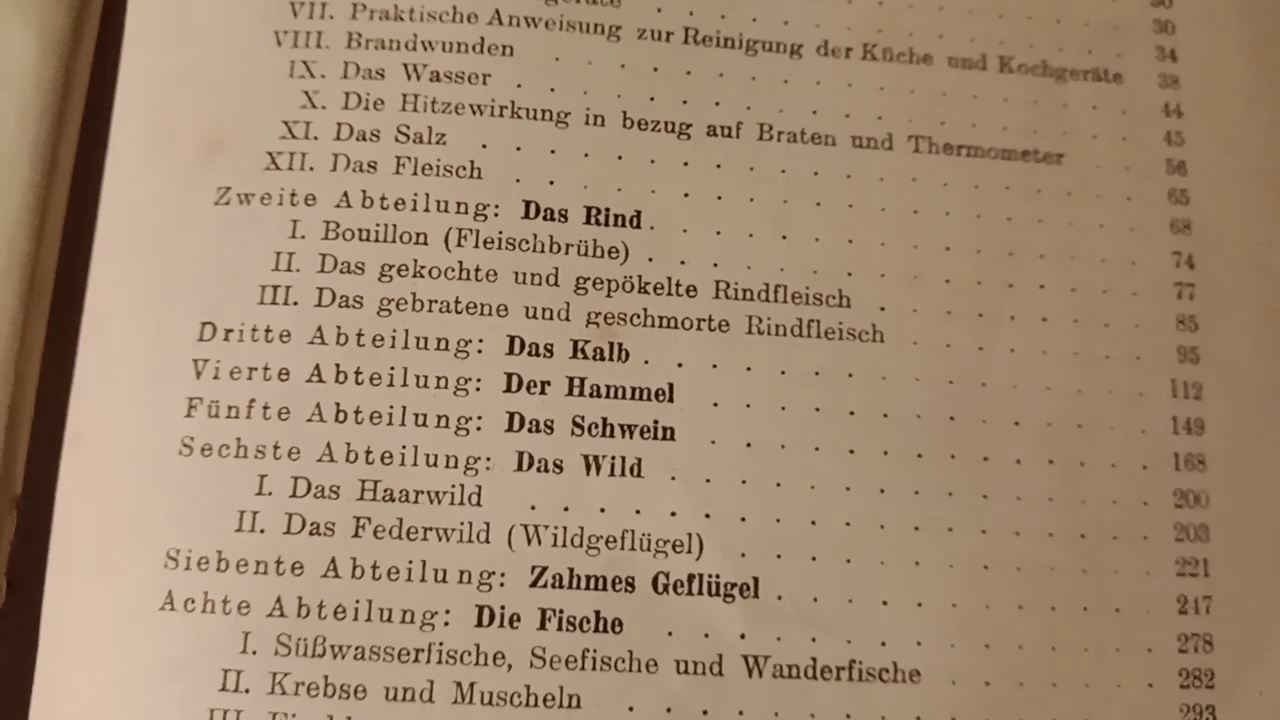 VII. Praktische Anweisung zur Reinigung der Küche und Kochgeräte 38
VIII. Brandwunden . . . . . . . . . . . . . . . . 44
IX. Das Wasser . . . . . . . . . . . . . . . . . 45
X. Die Hitzewirkung in bezug auf Braten und Thermometer . . 56
XI. Das Salz . . . . . . . . . . . . . . . . . . 65
XII. Das Fleisch . . . . . . . . . . . . . . . . . 68
Zweite Abteilung: Das Rind . . . . . . . . . . . . . 74
I. Bouillon (Fleischbrühe) . . . . . . . . . . . . . 77
II. Das gekochte und gepökelte Rindfleisch . . . . . . . 85
III. Das gebratene und geschmorte Rindfleisch . . . . . . 95
Dritte Abteilung: Das Kalb . . . . . . . . . . . . . 112
Vierte Abteilung: Der Hammel . . . . . . . . . . . . 149
Fünfte Abteilung: Das Schwein . . . . . . . . . . . . 168
Sechste Abteilung: Das Wild . . . . . . . . . . . . . 200
I. Das Haarwild . . . . . . . . . . . . . . . . . 203
II. Das Federwild (Wildgeflügel) . . . . . . . . . . . 221
Siebente Abteilung: Zahmes Geflügel . . . . . . . . . . 247
Achte Abteilung: Die Fische . . . . . . . . . . . . . 278
I. Süßwasserfische, Seefische und Wanderfische . . . . . . 282
II. Krebse und Muscheln . . . . . . . . . . . . . . 293